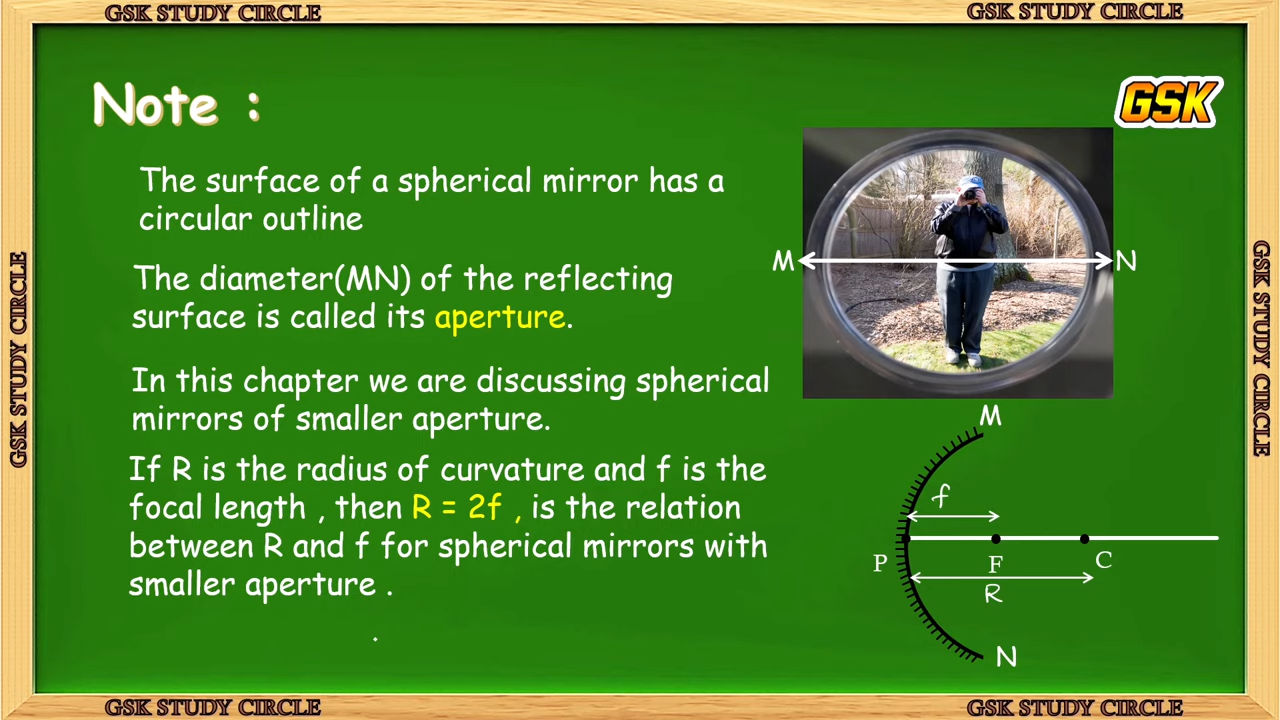 GSK STUDY CIRCLE
GSK STUDY CIRCLE
Note :
GSK
The surface of a spherical mirror has a
circular outline
The diameter(MN) of the reflecting
surface is called its aperture.
In this chapter we are discussing spherical
mirrors of smaller aperture.
If R is the radius of curvature and f is the
focal length , then R = 2f , is the relation
between R and f for spherical mirrors with
smaller aperture .
.
M
N
M
f
P
F
C
R
N
GSK STUDY CIRCLE
GSK STUDY CIRCLE
GSK STUDY CIRCLE
GSK STUDY CIRCLE